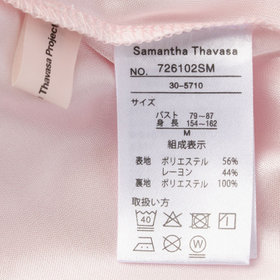 Thavasa Project
Samantha Thavasa
NO. 726102SM
30-5710
サイズ
バスト 79~87
身長 154~162
M
組成表示
表地 ポリエステル 56%
レーヨン 44%
裏地 ポリエステル 100%
取扱い方
40
W